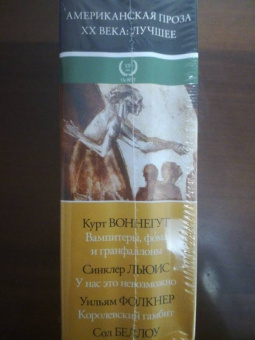 АМЕРИКАНСКАЯ ПРОЗА
XX ВЕКА: ЛУЧШЕЕ
Курт ВОННЕГУТ
Вампитеры, фома
и гранфаллоны
Синклер ЛЬЮИС
У нас это невозможно
Уильям ФОЛКНЕР
Королевский гамбит
Сол БЕЛЛОУ